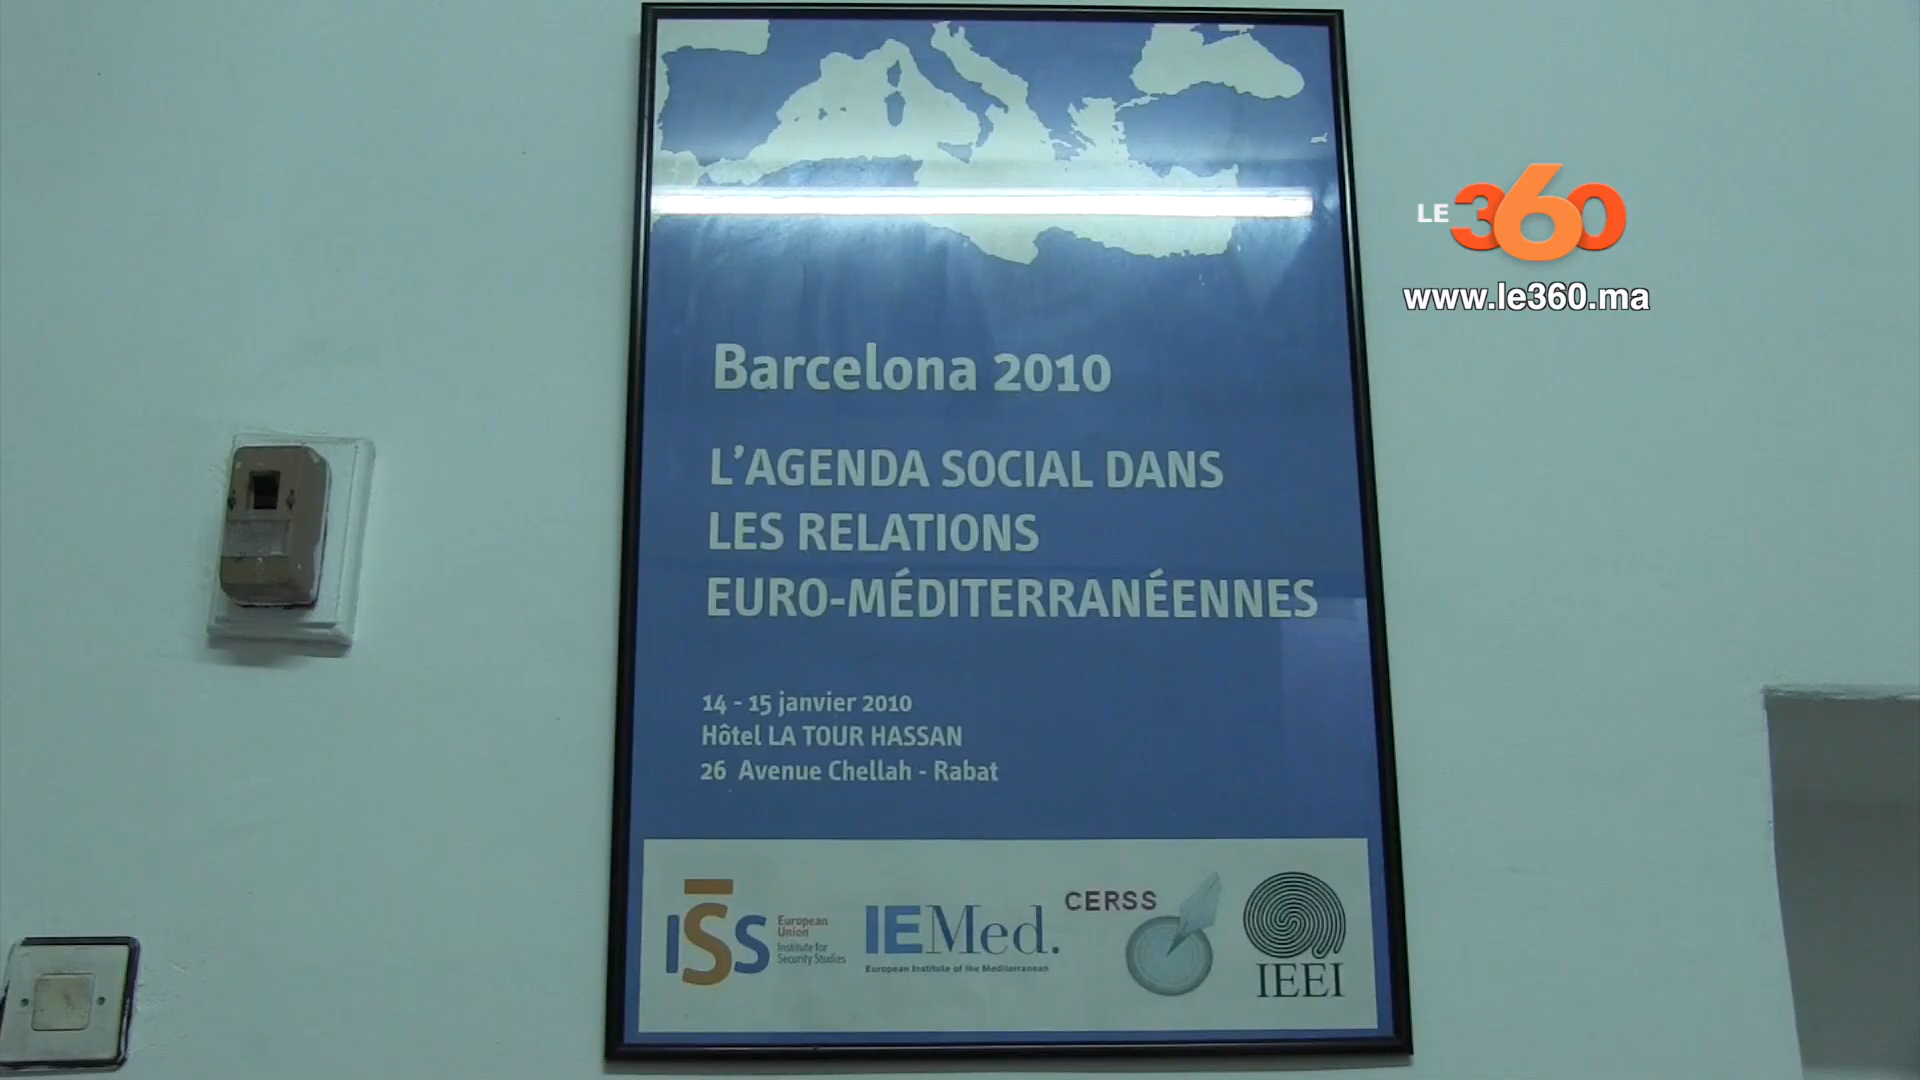 LE 360
www.le360.ma
Barcelona 2010
L'AGENDA SOCIAL DANS
LES RELATIONS
EURO-MÉDITERRANÉENNES
14 - 15 janvier 2010
Hôtel LA TOUR HASSAN
26 Avenue Chellah - Rabat
ISS
European
Union
Institute for
Security Studies
IEMed.
European Institute of the Mediterranean
CERSS
IEEI